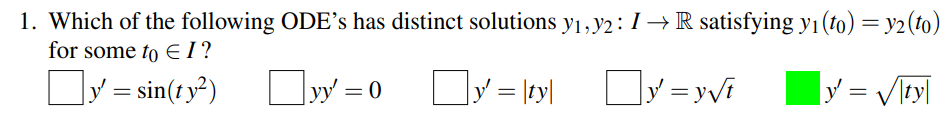 1. Which of the following ODE's has distinct solutions y₁, y₂ : I → ℝ satisfying y₁(t₀) = y₂(t₀)
for some t₀ ∈ I ?
y′ = sin(t y²) yy′ = 0 y′ = |ty| y′ = y√t y′ = √|ty|